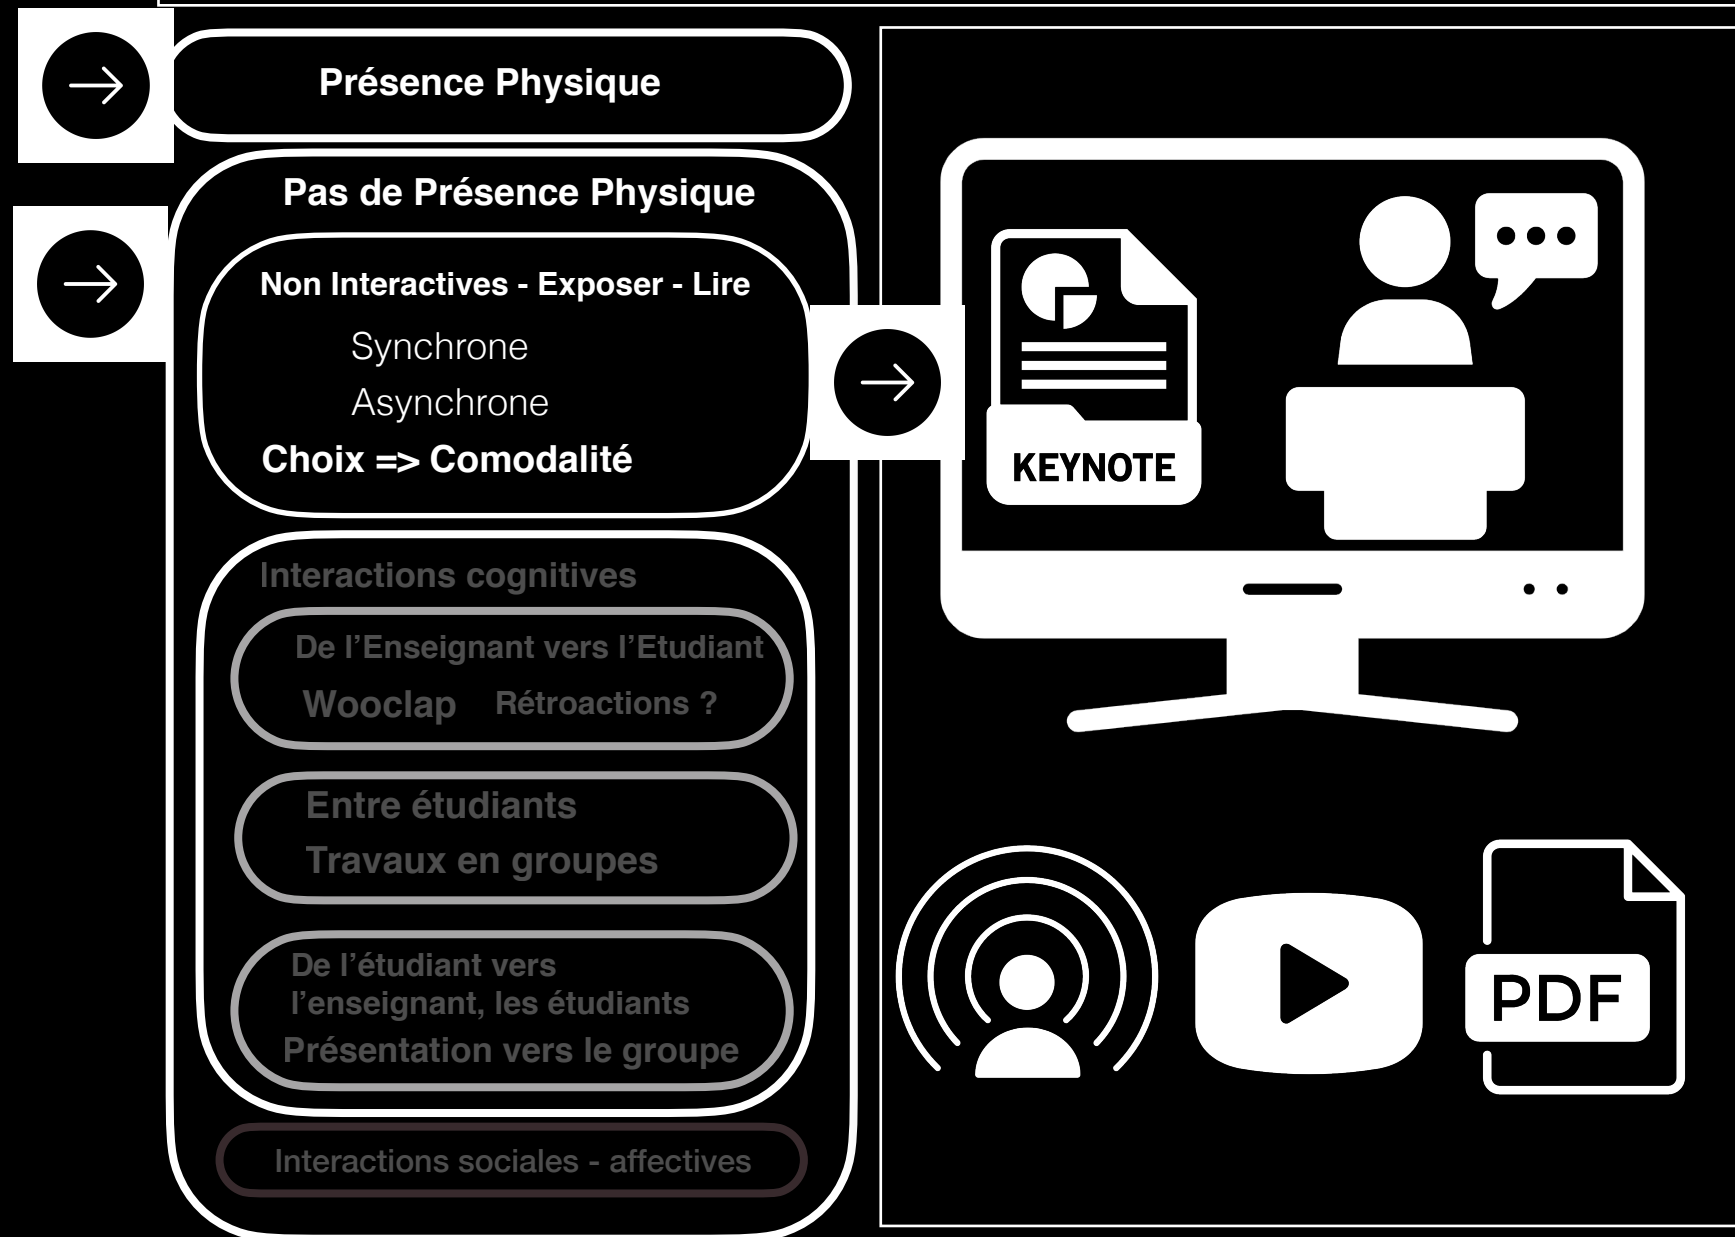 Présence Physique
Pas de Présence Physique
Non Interactives - Exposer - Lire
Synchrone
Asynchrone
Choix => Comodalité
Interactions cognitives
De l’Enseignant vers l’Etudiant
Wooclap Rétroactions ?
Entre étudiants
Travaux en groupes
De l’étudiant vers
l’enseignant, les étudiants
Présentation vers le groupe
Interactions sociales - affectives
KEYNOTE
PDF